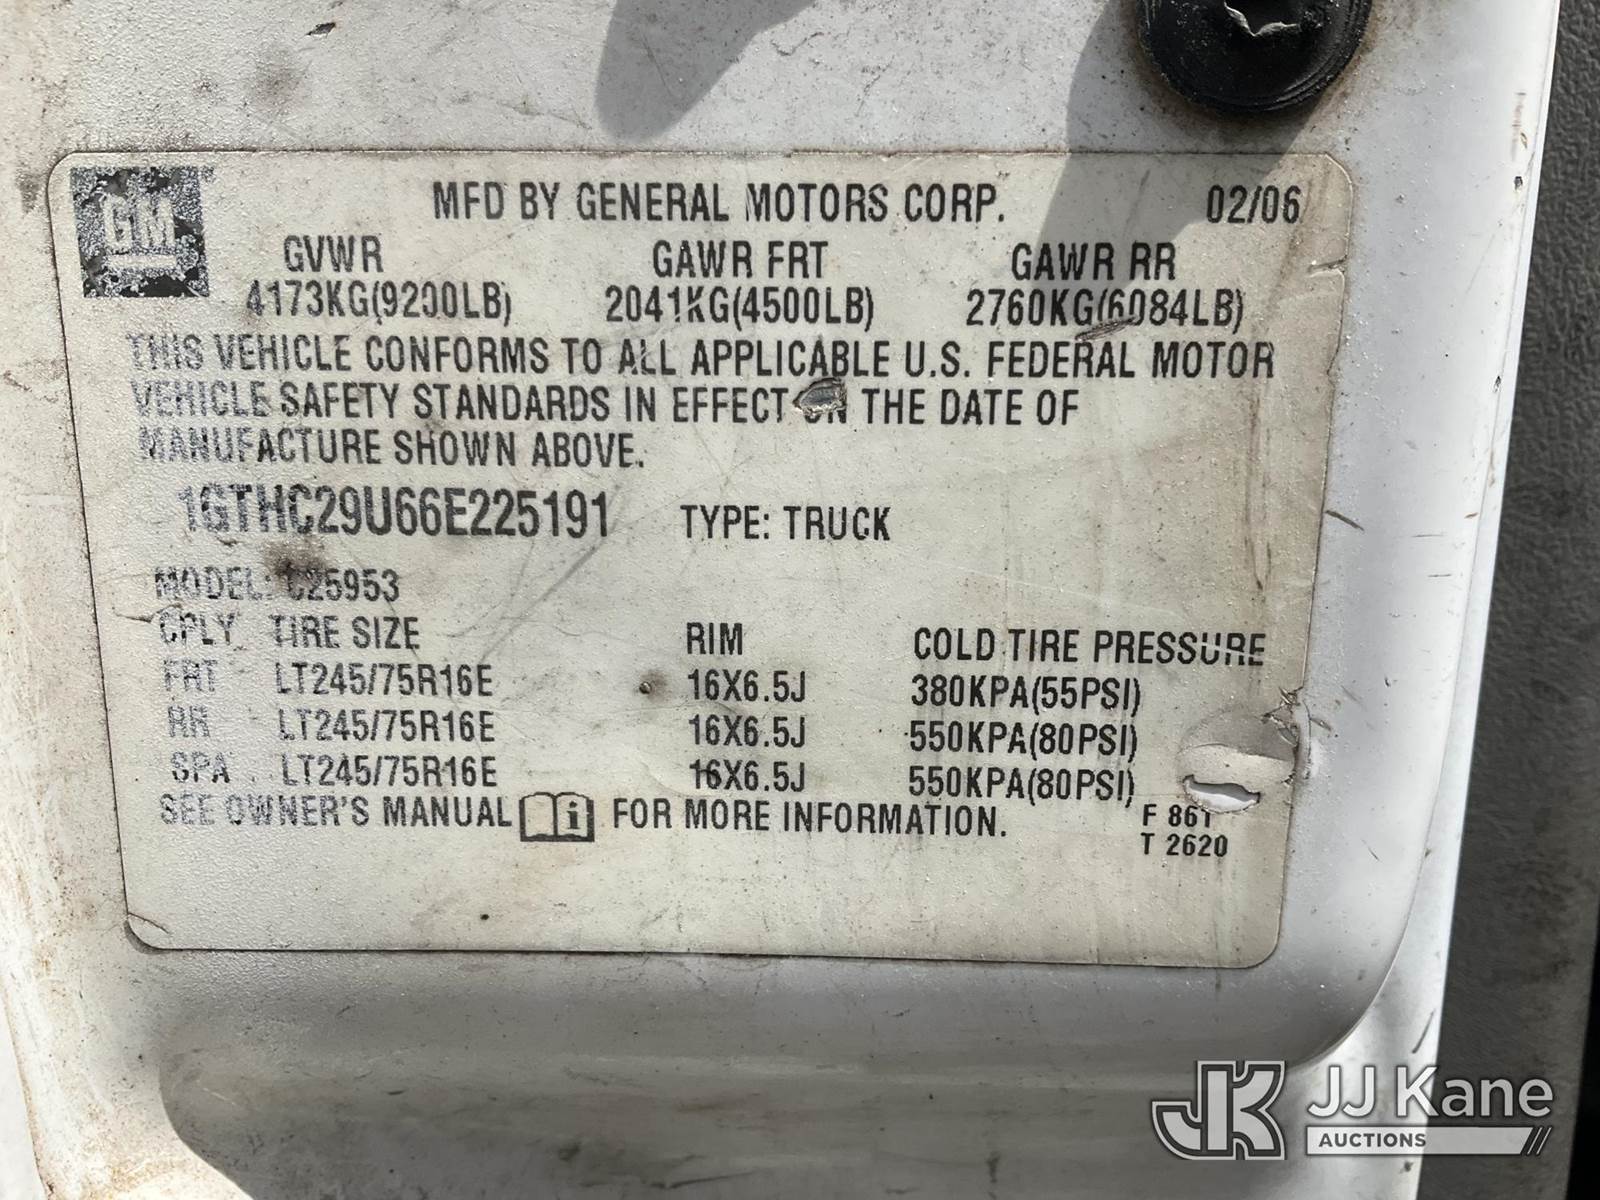 GM
MFD BY GENERAL MOTORS CORP. 02/06
GVWR GAWR FRT GAWR RR
4173KG(9200LB) 2041KG(4500LB) 2760KG(6084LB)
THIS VEHICLE CONFORMS TO ALL APPLICABLE U.S. FEDERAL MOTOR
VEHICLE SAFETY STANDARDS IN EFFECT ON THE DATE OF
MANUFACTURE SHOWN ABOVE.
1GTHC29U66E225191 TYPE: TRUCK
MODEL: C25953
CPLY TIRE SIZE RIM COLD TIRE PRESSURE
FRT LT245/75R16E 16X6.5J 380KPA(55PSI)
RR LT245/75R16E 16X6.5J 550KPA(80PSI)
SPA LT245/75R16E 16X6.5J 550KPA(80PSI)
SEE OWNER'S MANUAL i FOR MORE INFORMATION.
F 861
T 2620
JK JJ Kane
AUCTIONS